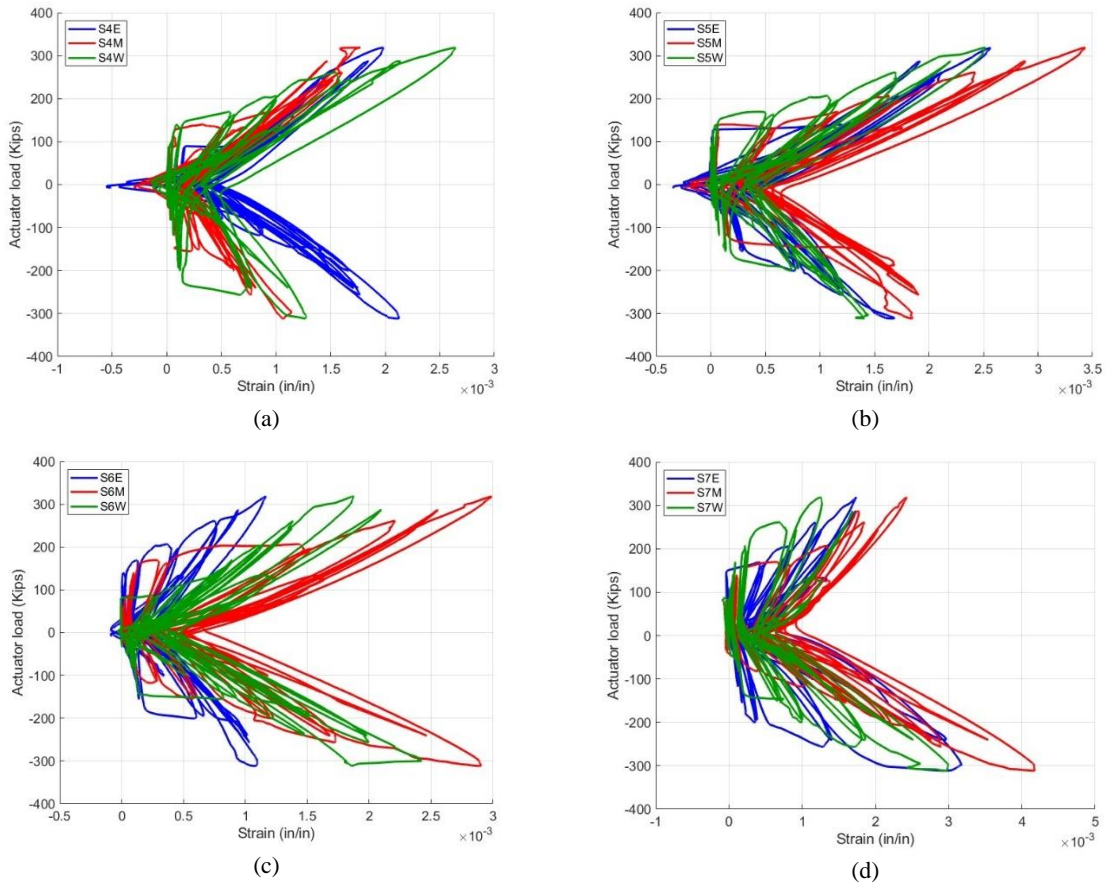 S4E
S4M
S4W
400
300
200
100
0
-100
-200
-300
-400
Actuator load (Kips)
-1 -0.5 0 0.5 1 1.5 2 2.5 3
Strain (in/in)
×10⁻³
(a)
S5E
S5M
S5W
400
300
200
100
0
-100
-200
-300
-400
Actuator load (Kips)
-0.5 0 0.5 1 1.5 2 2.5 3 3.5
Strain (in/in)
×10⁻³
(b)
S6E
S6M
S6W
400
300
200
100
0
-100
-200
-300
-400
Actuator load (Kips)
-0.5 0 0.5 1 1.5 2 2.5 3
Strain (in/in)
×10⁻³
(c)
S7E
S7M
S7W
400
300
200
100
0
-100
-200
-300
-400
Actuator load (Kips)
-1 0 1 2 3 4 5
Strain (in/in)
×10⁻³
(d)